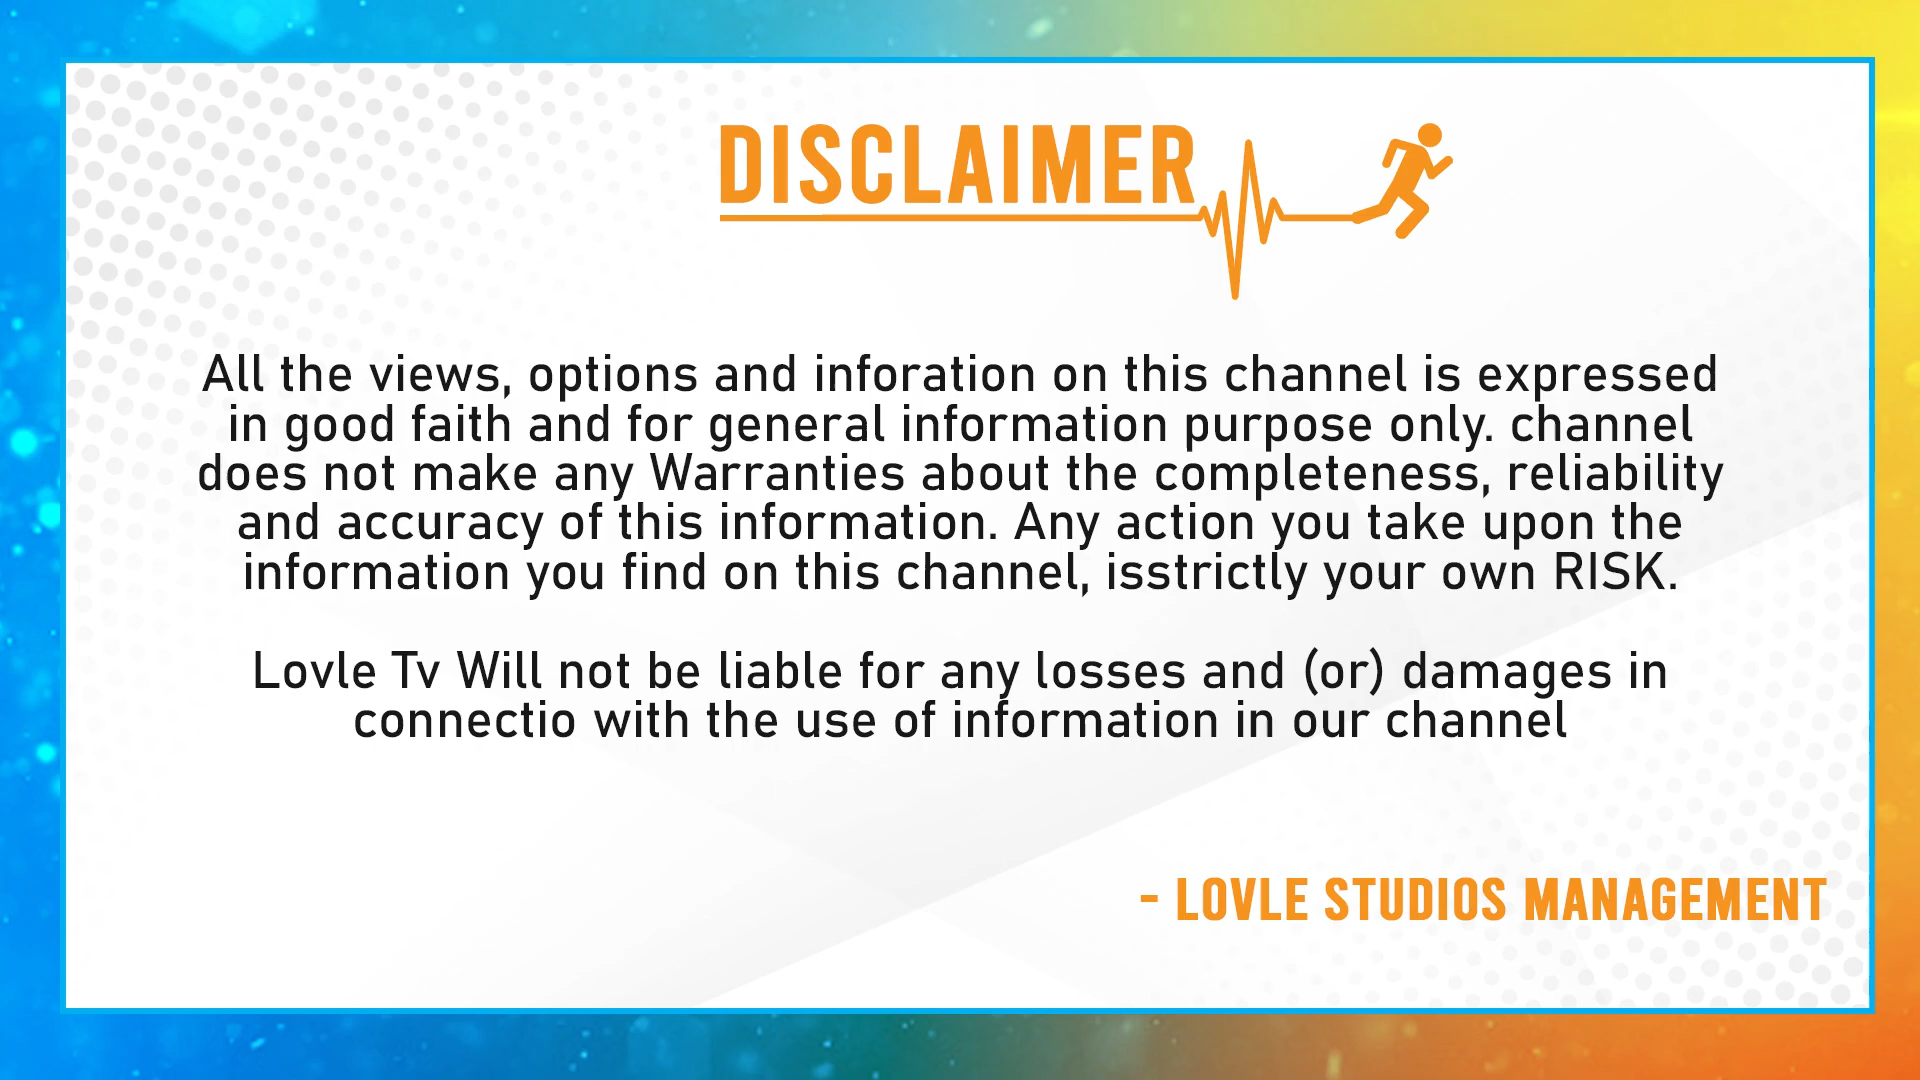 DISCLAIMER
All the views, options and inforation on this channel is expressed
in good faith and for general information purpose only. channel
does not make any Warranties about the completeness, reliability
and accuracy of this information. Any action you take upon the
information you find on this channel, isstrictly your own RISK.
Lovle Tv Will not be liable for any losses and (or) damages in
connectio with the use of information in our channel
- LOVLE STUDIOS MANAGEMENT